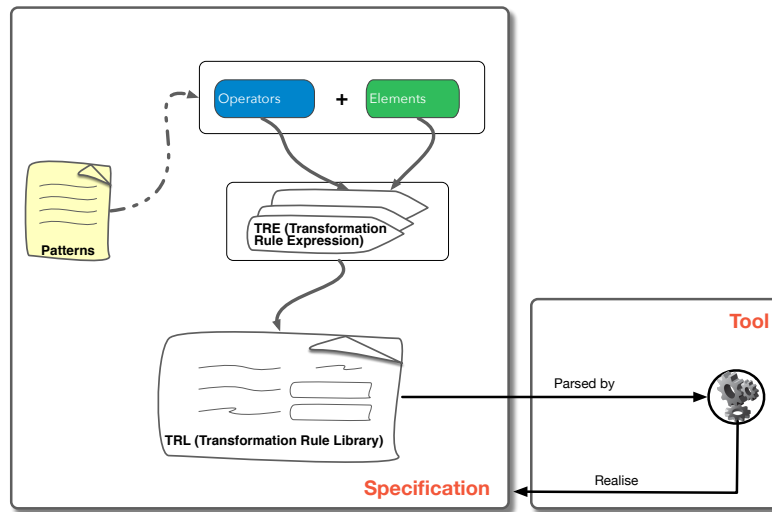 Operators + Elements
Patterns
TRE (Transformation
Rule Expression)
TRL (Transformation Rule Library)
Specification
Tool
Parsed by
Realise